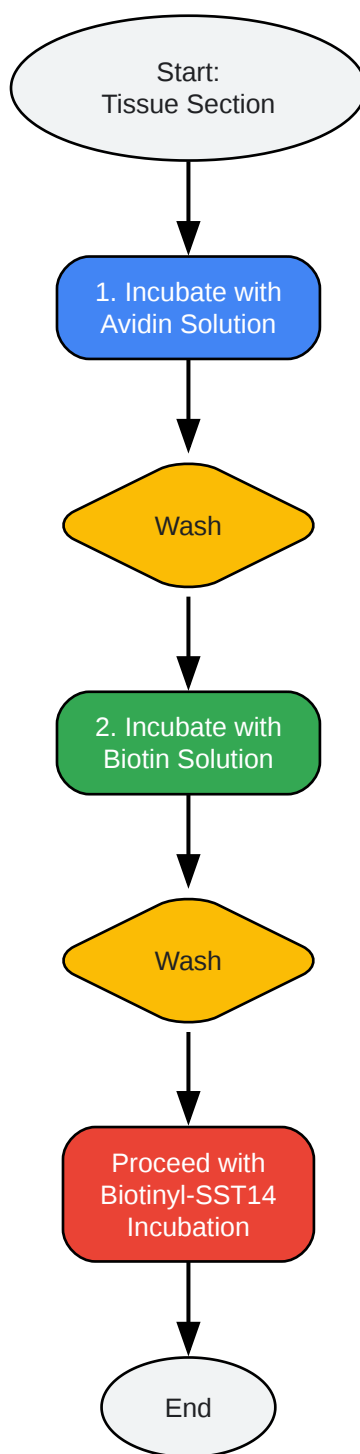 Start:
Tissue Section
1. Incubate with
Avidin Solution
Wash
2. Incubate with
Biotin Solution
Wash
Proceed with
Biotinyl-SST14
Incubation
End